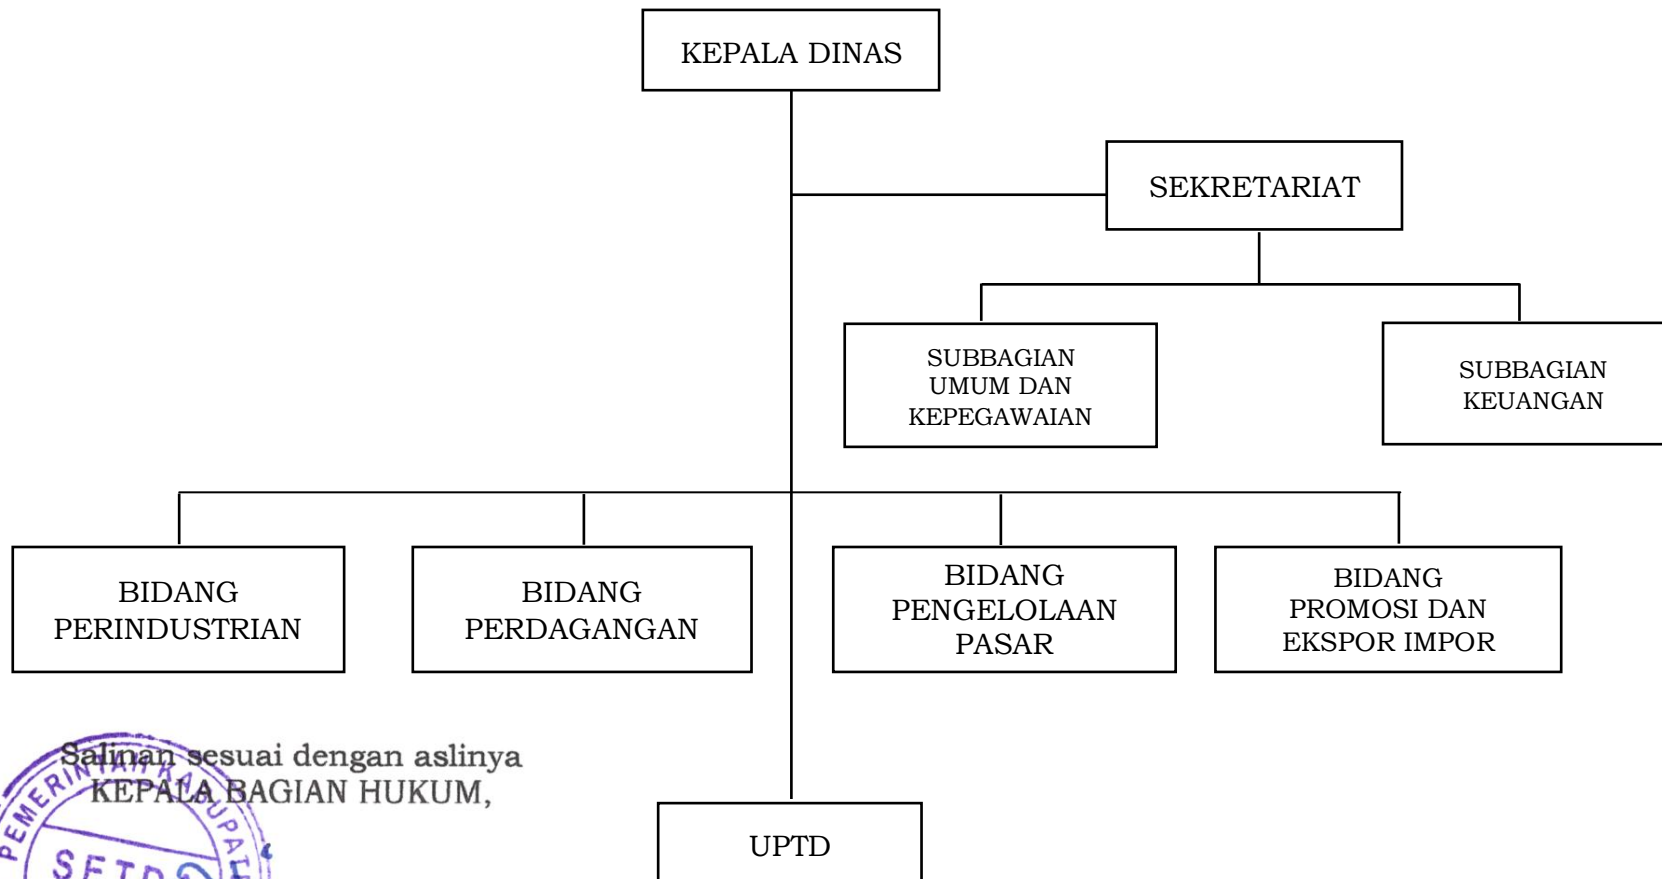 KEPALA DINAS
SEKRETARIAT
SUBBAGIAN
UMUM DAN
KEPEGAWAIAN
SUBBAGIAN
KEUANGAN
BIDANG
PERINDUSTRIAN
BIDANG
PERDAGANGAN
BIDANG
PENGELOLAAN
PASAR
BIDANG
PROMOSI DAN
EKSPOR IMPOR
Salinan sesuai dengan aslinya
KEPALA BAGIAN HUKUM,
PEMERINTAH
UPTD